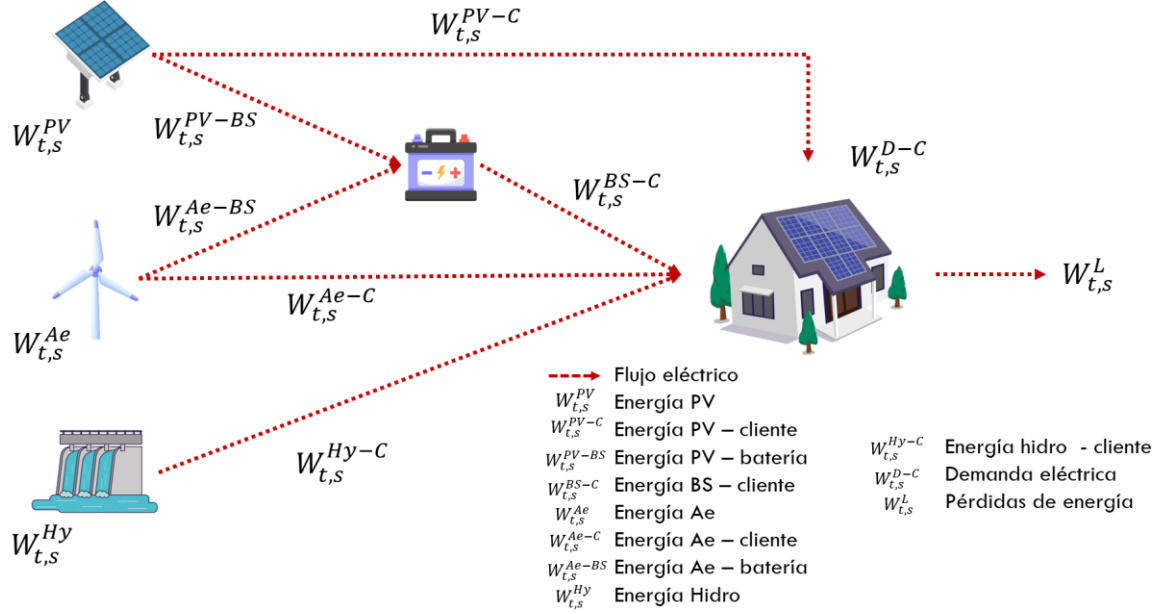 W_{t,s}^{PV-C}
W_{t,s}^{PV}
W_{t,s}^{PV-BS}
W_{t,s}^{D-C}
W_{t,s}^{BS-C}
W_{t,s}^{Ae-BS}
W_{t,s}^{L}
W_{t,s}^{Ae-C}
W_{t,s}^{Ae}
W_{t,s}^{Hy-C}
W_{t,s}^{Hy}
Flujo eléctrico
W_{t,s}^{PV} Energía PV
W_{t,s}^{PV-C} Energía PV – cliente
W_{t,s}^{PV-BS} Energía PV – batería
W_{t,s}^{BS-C} Energía BS – cliente
W_{t,s}^{Ae} Energía Ae
W_{t,s}^{Ae-C} Energía Ae – cliente
W_{t,s}^{Ae-BS} Energía Ae – batería
W_{t,s}^{Hy} Energía Hidro
W_{t,s}^{Hy-C} Energía hidro - cliente
W_{t,s}^{D-C} Demanda eléctrica
W_{t,s}^{L} Pérdidas de energía